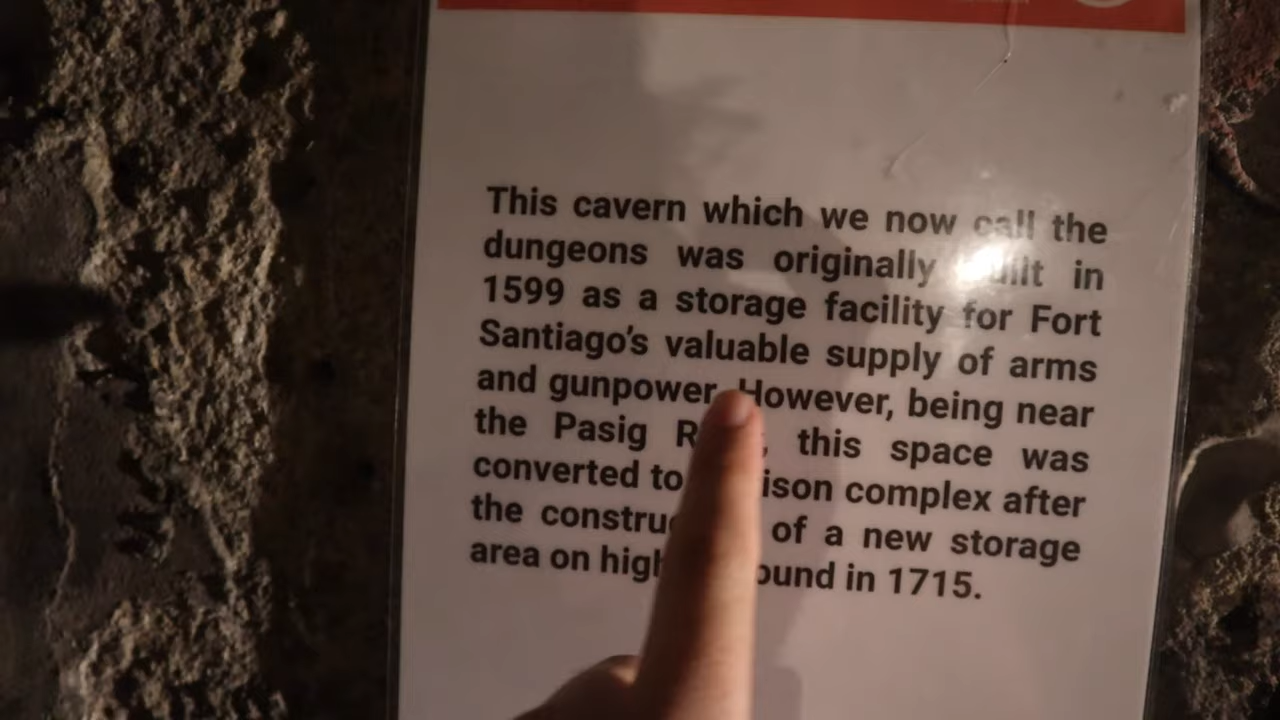 This cavern which we now call the
dungeons was originally built in
1599 as a storage facility for Fort
Santiago's valuable supply of arms
and gunpower. However, being near
the Pasig this space was
converted to complex after
the of a new storage
area on in 1715.